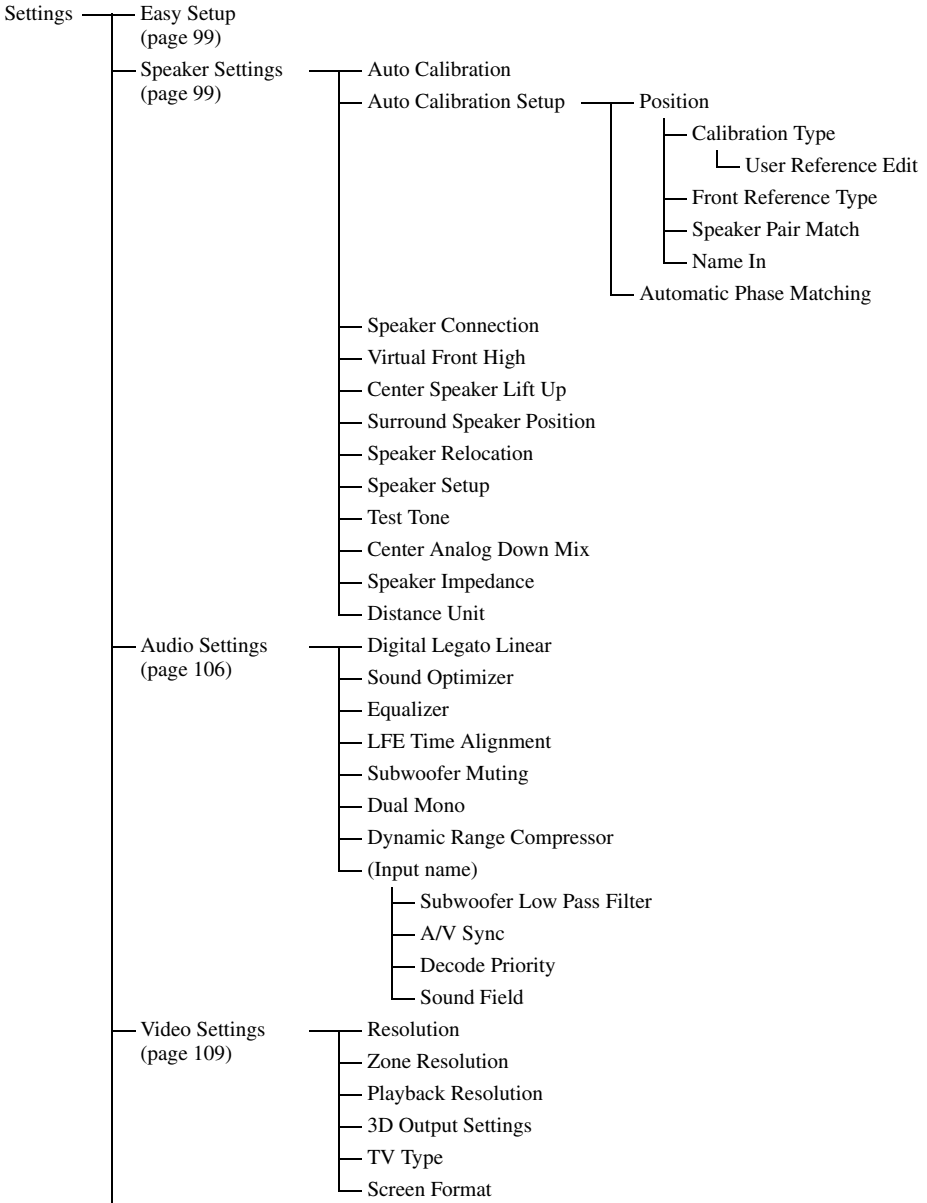 Settings
Easy Setup
(page 99)
Speaker Settings
(page 99)
Auto Calibration
Auto Calibration Setup
Position
Calibration Type
User Reference Edit
Front Reference Type
Speaker Pair Match
Name In
Automatic Phase Matching
Speaker Connection
Virtual Front High
Center Speaker Lift Up
Surround Speaker Position
Speaker Relocation
Speaker Setup
Test Tone
Center Analog Down Mix
Speaker Impedance
Distance Unit
Audio Settings
(page 106)
Digital Legato Linear
Sound Optimizer
Equalizer
LFE Time Alignment
Subwoofer Muting
Dual Mono
Dynamic Range Compressor
(Input name)
Subwoofer Low Pass Filter
A/V Sync
Decode Priority
Sound Field
Video Settings
(page 109)
Resolution
Zone Resolution
Playback Resolution
3D Output Settings
TV Type
Screen Format